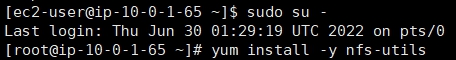 [ec2-user@ip-10-0-1-65 ~]$ sudo su -
Last login: Thu Jun 30 01:29:19 UTC 2022 on pts/0
[root@ip-10-0-1-65 ~]# yum install -y nfs-utils